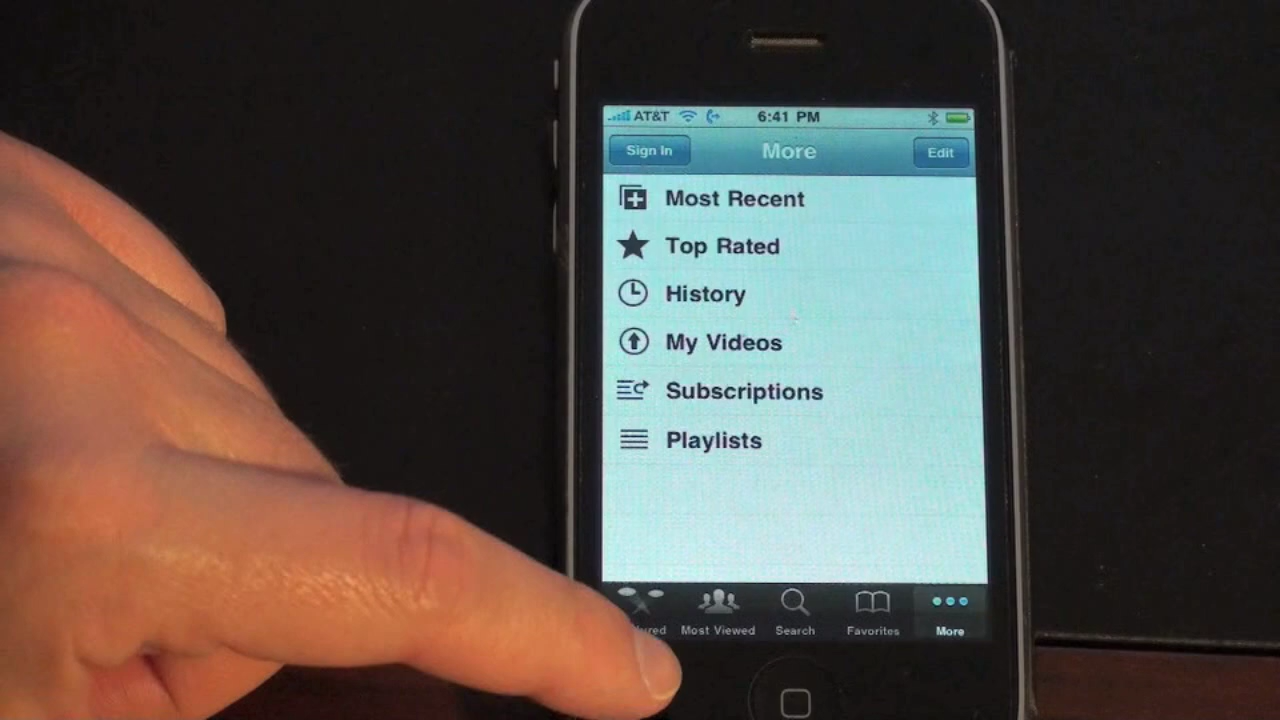 AT&T 6:41 PM
Sign In More Edit
Most Recent
Top Rated
History
My Videos
Subscriptions
Playlists
Most Viewed Search Favorites More